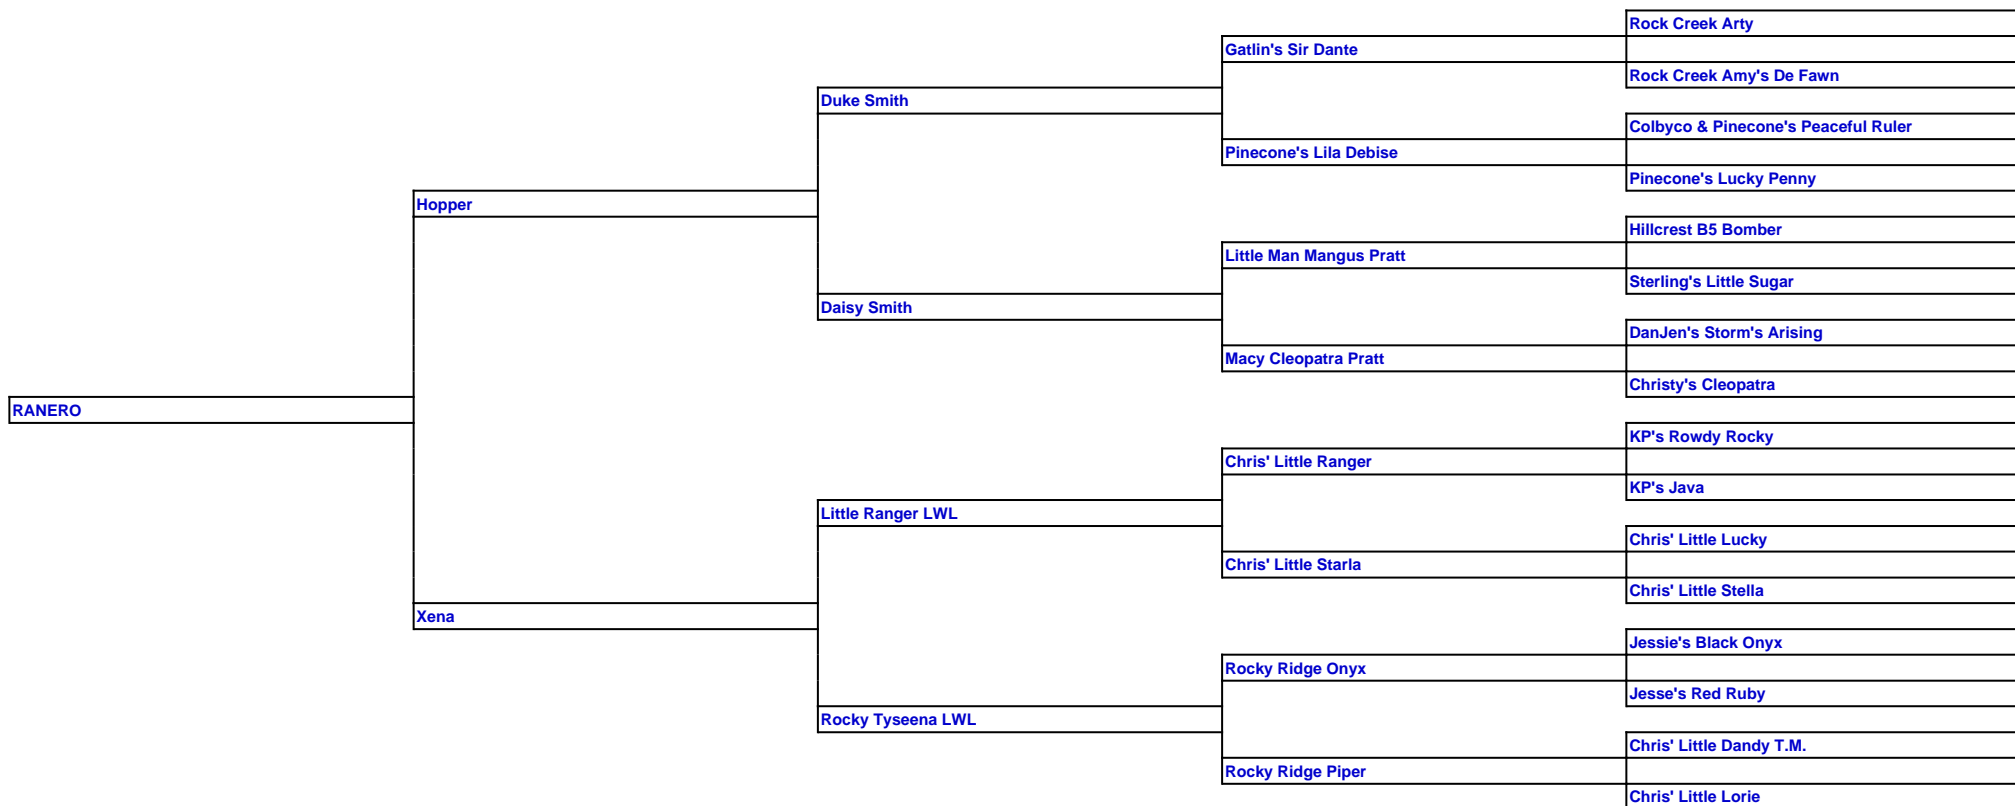 Rock Creek Arty
Gatlin's Sir Dante
Rock Creek Amy's De Fawn
Duke Smith
Colbyco & Pinecone's Peaceful Ruler
Pinecone's Lila Debise
Pinecone's Lucky Penny
Hopper
Hillcrest B5 Bomber
Little Man Mangus Pratt
Sterling's Little Sugar
Daisy Smith
DanJen's Storm's Arising
Macy Cleopatra Pratt
Christy's Cleopatra
RANERO
KP's Rowdy Rocky
Chris' Little Ranger
KP's Java
Little Ranger LWL
Chris' Little Lucky
Chris' Little Starla
Chris' Little Stella
Xena
Jessie's Black Onyx
Rocky Ridge Onyx
Jesse's Red Ruby
Rocky Tyseena LWL
Chris' Little Dandy T.M.
Rocky Ridge Piper
Chris' Little Lorie